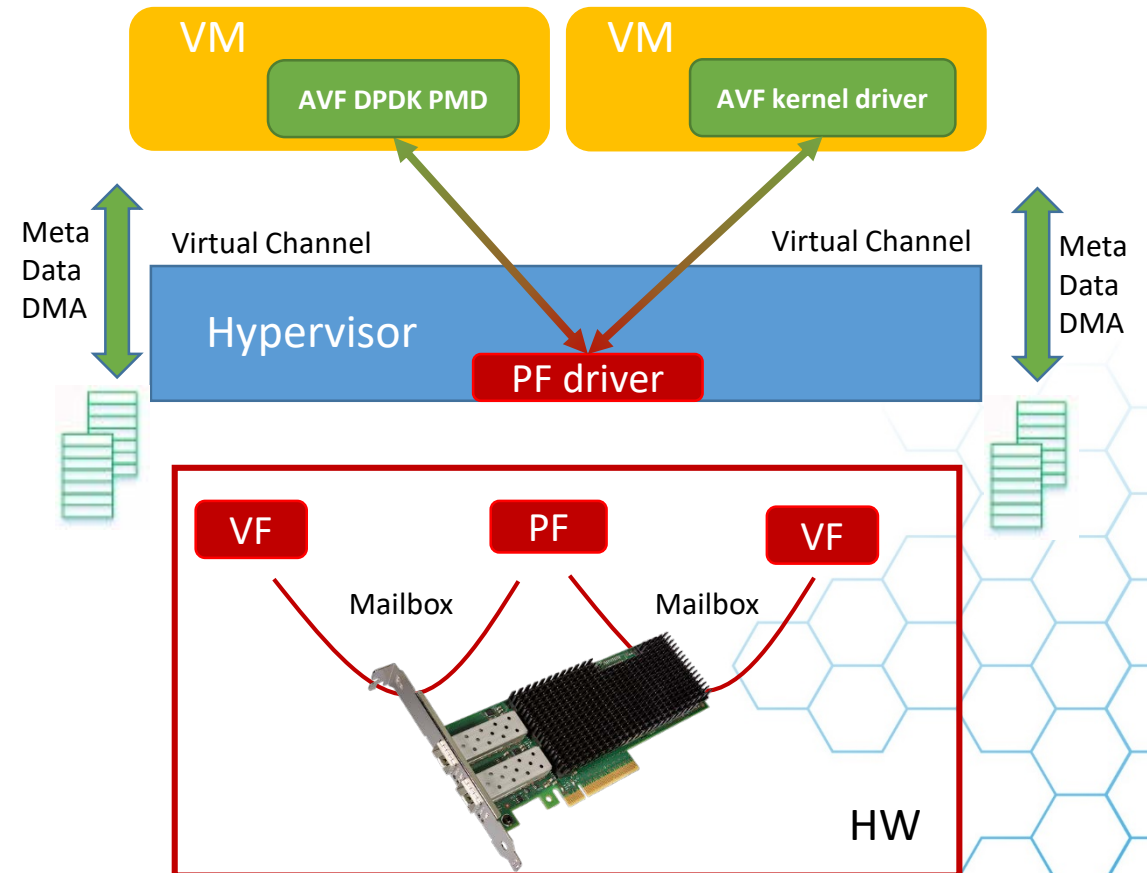 VM
VM
AVF DPDK PMD
AVF kernel driver
Meta
Data
DMA
Virtual Channel
Virtual Channel
Meta
Data
DMA
Hypervisor
PF driver
VF
PF
VF
Mailbox
Mailbox
HW